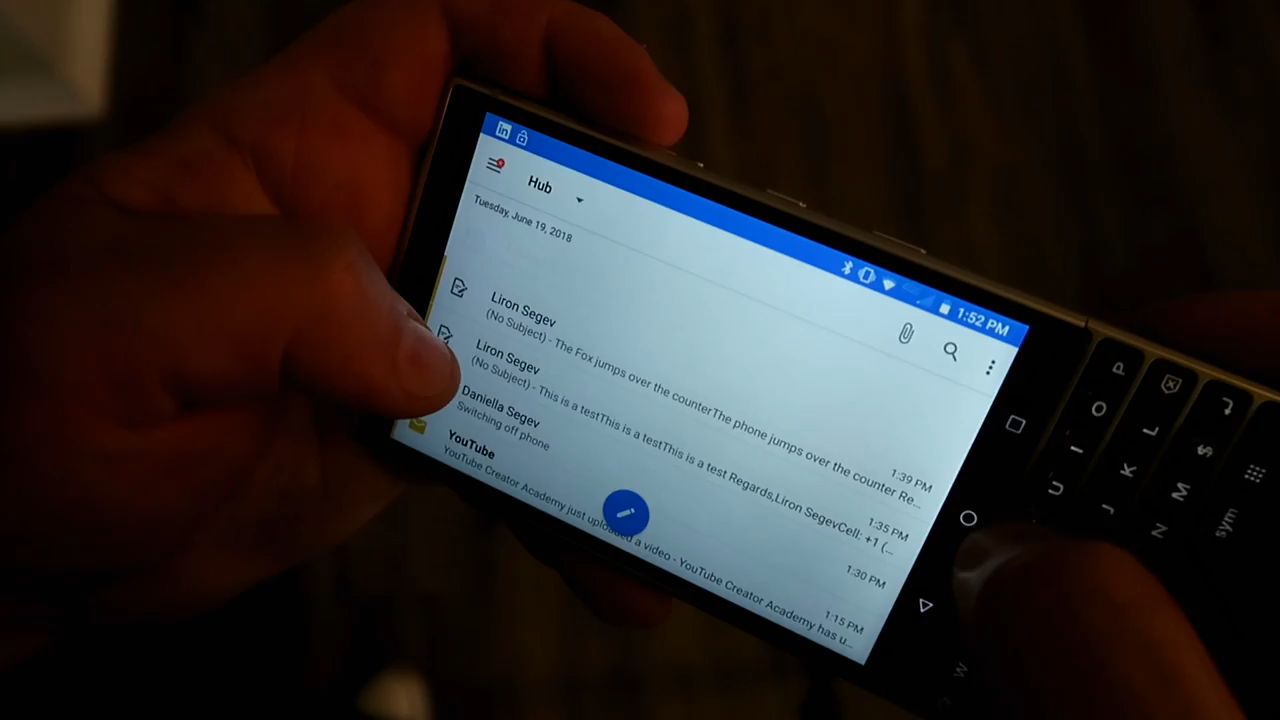 in
1:52 PM
Hub
Tuesday, June 19, 2018
Liron Segev
1:39 PM
(No Subject) - The Fox jumps over the counterThe phone jumps over the counter Re...
Liron Segev
1:35 PM
(No Subject) - This is a testThis is a testThis is a test Regards,Liron SegevCell: +1 (...
Daniella Segev
1:30 PM
Switching off phone
YouTube
1:15 PM
YouTube Creator Academy just uploaded a video - YouTube Creator Academy has u...
U I O P
J K L
N M $
sym
W